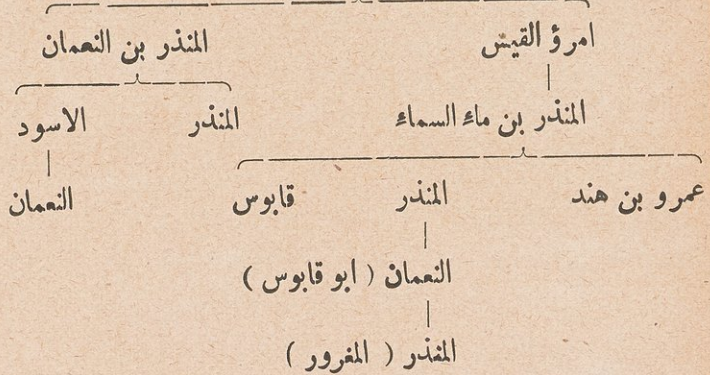 امرؤ القيس المنذر بن النعمان
المنذر بن ماء السماء المنذر الاسود
عمرو بن هند المنذر قابوس النعمان
النعمان ( ابو قابوس )
المنذر ( المغرور )